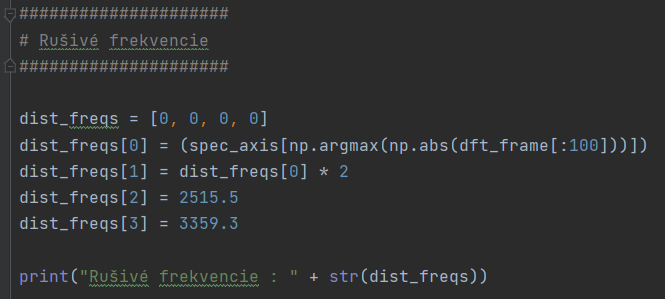 #####################
# Rušivé frekvencie
#####################
dist_freqs = [0, 0, 0, 0]
dist_freqs[0] = (spec_axis[np.argmax(np.abs(dft_frame[:100]))])
dist_freqs[1] = dist_freqs[0] * 2
dist_freqs[2] = 2515.5
dist_freqs[3] = 3359.3
print("Rušivé frekvencie : " + str(dist_freqs))